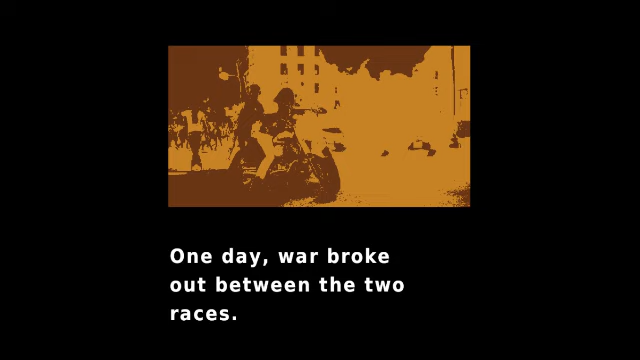 One day, war broke
out between the two
races.